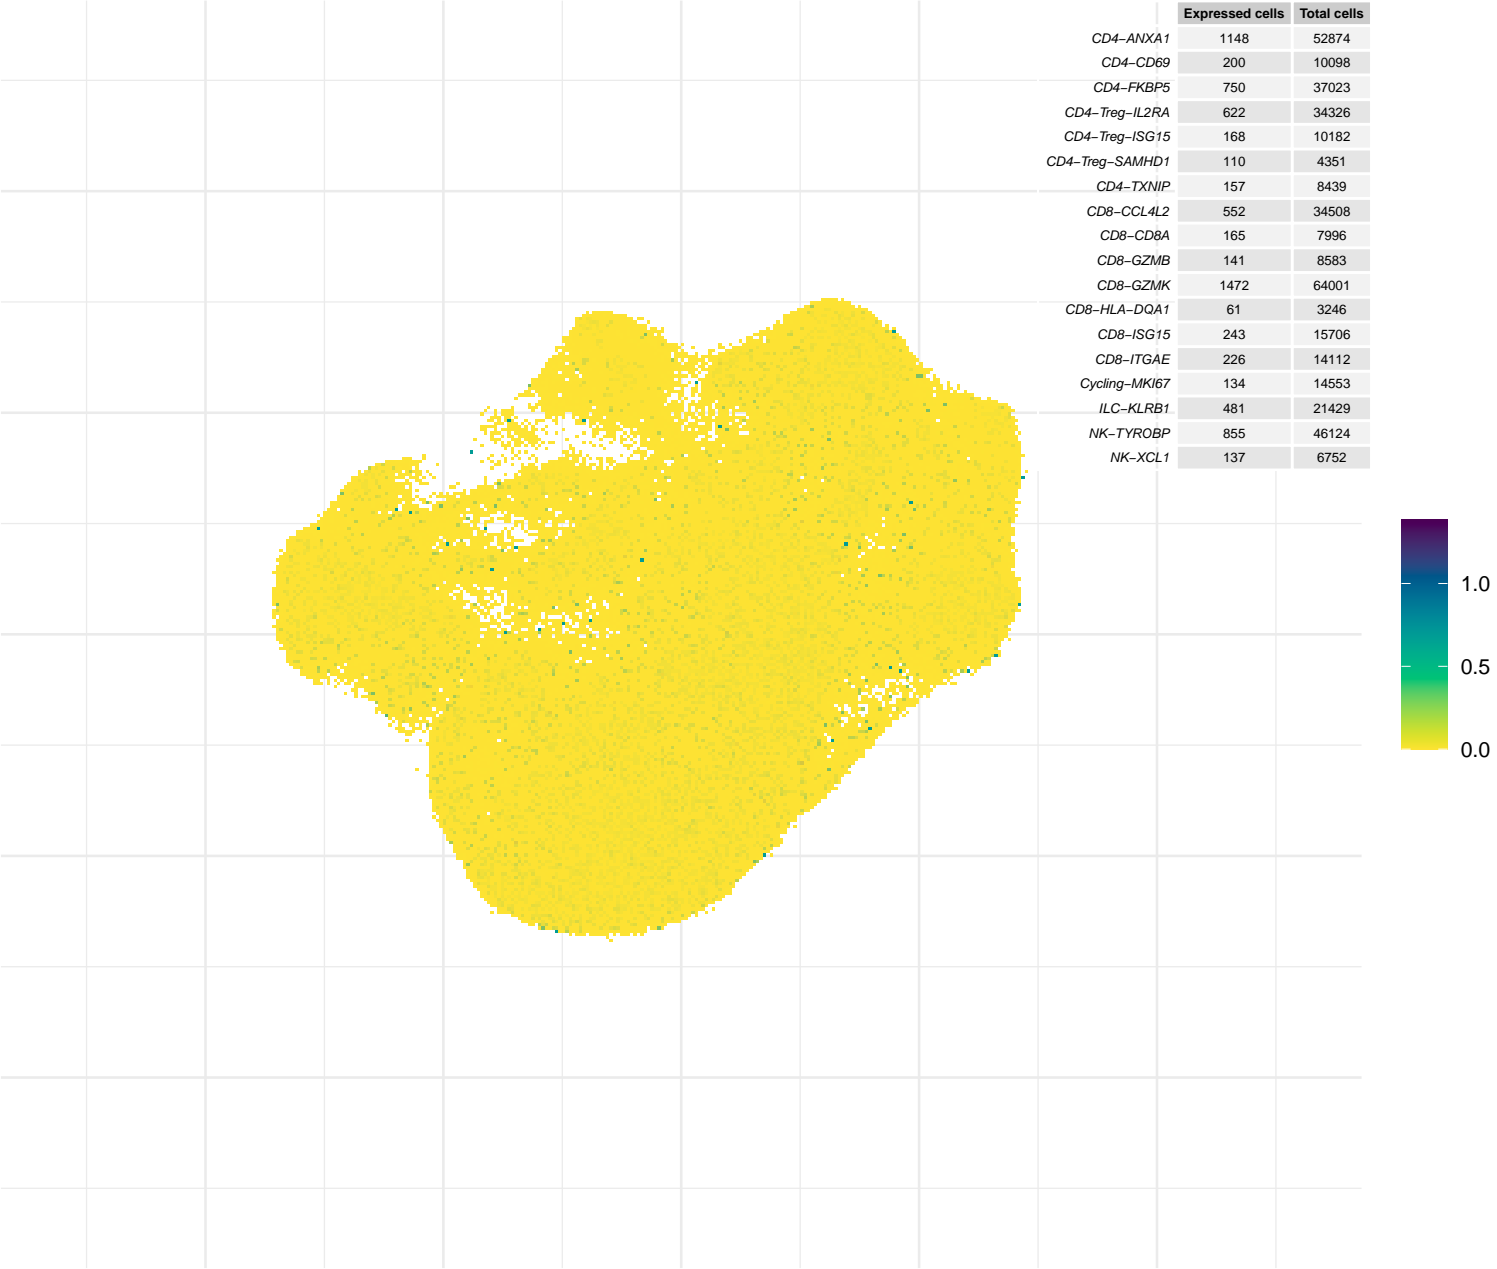 Expressed cells Total cells
CD4−ANXA1 1148 52874
CD4−CD69 200 10098
CD4−FKBP5 750 37023
CD4−Treg−IL2RA 622 34326
CD4−Treg−ISG15 168 10182
CD4−Treg−SAMHD1 110 4351
CD4−TXNIP 157 8439
CD8−CCL4L2 552 34508
CD8−CD8A 165 7996
CD8−GZMB 141 8583
CD8−GZMK 1472 64001
CD8−HLA−DQA1 61 3246
CD8−ISG15 243 15706
CD8−ITGAE 226 14112
Cycling−MKI67 134 14553
ILC−KLRB1 481 21429
NK−TYROBP 855 46124
NK−XCL1 137 6752
1.0
0.5
0.0